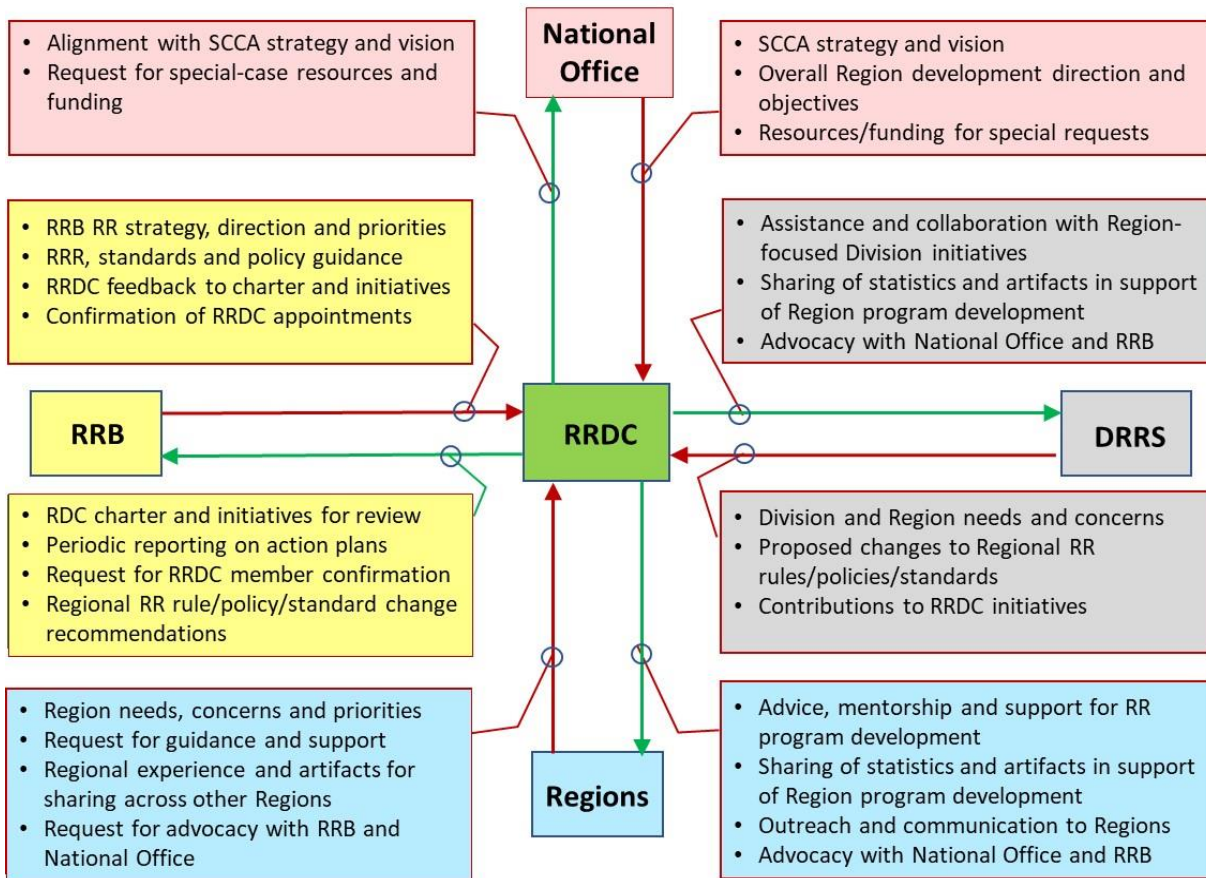 • Alignment with SCCA strategy and vision
• Request for special-case resources and
funding
National
Office
• SCCA strategy and vision
• Overall Region development direction and
objectives
• Resources/funding for special requests
• RRB RR strategy, direction and priorities
• RRR, standards and policy guidance
• RRDC feedback to charter and initiatives
• Confirmation of RRDC appointments
• Assistance and collaboration with Region-
focused Division initiatives
• Sharing of statistics and artifacts in support
of Region program development
• Advocacy with National Office and RRB
RRB
RRDC
DRRS
• RDC charter and initiatives for review
• Periodic reporting on action plans
• Request for RRDC member confirmation
• Regional RR rule/policy/standard change
recommendations
• Division and Region needs and concerns
• Proposed changes to Regional RR
rules/policies/standards
• Contributions to RRDC initiatives
• Region needs, concerns and priorities
• Request for guidance and support
• Regional experience and artifacts for
sharing across other Regions
• Request for advocacy with RRB and
National Office
Regions
• Advice, mentorship and support for RR
program development
• Sharing of statistics and artifacts in support
of Region program development
• Outreach and communication to Regions
• Advocacy with National Office and RRB